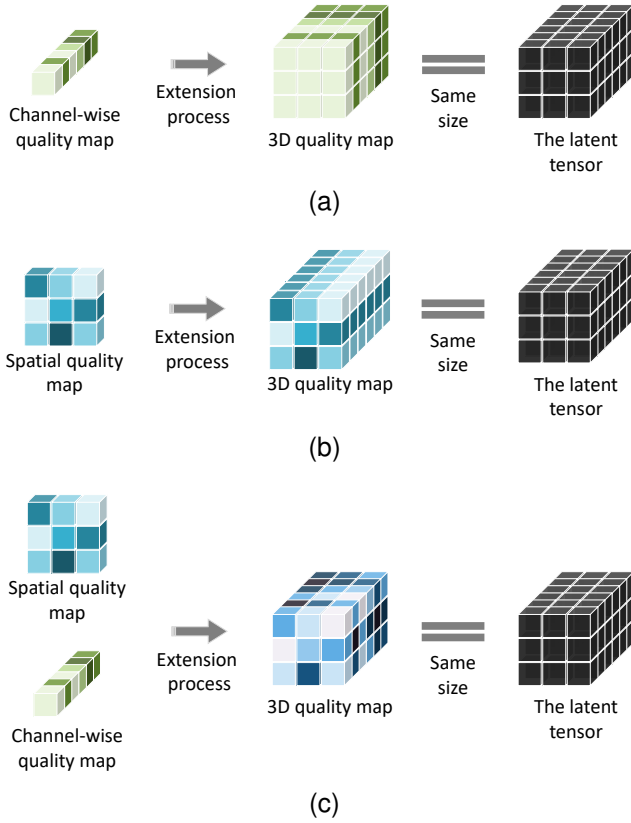 Channel-wise
quality map
Extension
process
3D quality map
Same
size
The latent
tensor
(a)
Spatial quality
map
Extension
process
3D quality map
Same
size
The latent
tensor
(b)
Spatial quality
map
Channel-wise
quality map
Extension
process
3D quality map
Same
size
The latent
tensor
(c)